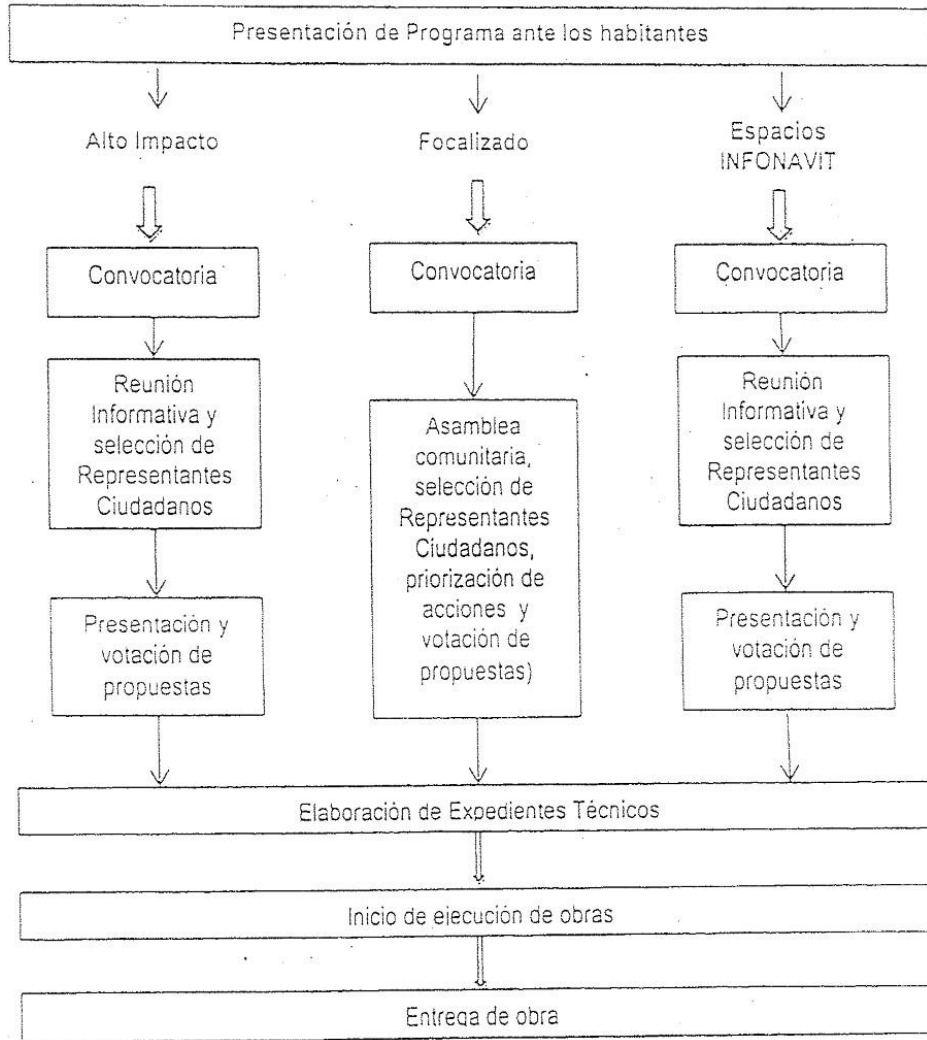 Presentación de Programa ante los habitantes
Alto Impacto
Focalizado
Espacios
INFONAVIT
Convocatoria
Convocatoria
Convocatoria
Reunión
Informativa y
selección de
Representantes
Ciudadanos
Asamblea
comunitaria,
selección de
Representantes
Ciudadanos,
priorización de
acciones y
votación de
propuestas)
Reunión
Informativa y
selección de
Representantes
Ciudadanos
Presentación y
votación de
propuestas
Presentación y
votación de
propuestas
Elaboración de Expedientes Técnicos
Inicio de ejecución de obras
Entrega de obra